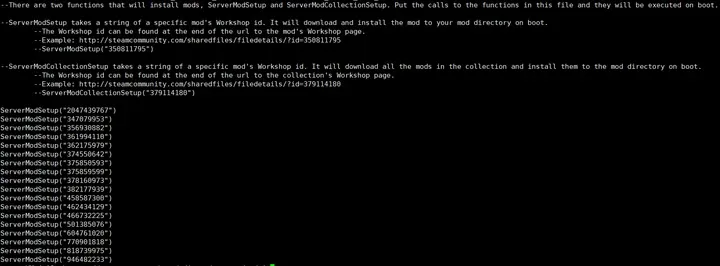 --There are two functions that will install mods, ServerModSetup and ServerModCollectionSetup. Put the calls to the functions in this file and they will be executed on boot.
--ServerModSetup takes a string of a specific mod's Workshop id. It will download and install the mod to your mod directory on boot.
--The Workshop id can be found at the end of the url to the mod's Workshop page.
--Example: http://steamcommunity.com/sharedfiles/filedetails/?id=350811795
--ServerModSetup("350811795")
--ServerModCollectionSetup takes a string of a specific mod's Workshop id. It will download all the mods in the collection and install them to the mod directory on boot.
--The Workshop id can be found at the end of the url to the collection's Workshop page.
--Example: http://steamcommunity.com/sharedfiles/filedetails/?id=379114180
--ServerModCollectionSetup("379114180")
ServerModSetup("2047439767")
ServerModSetup("347079953")
ServerModSetup("356930882")
ServerModSetup("361994110")
ServerModSetup("362175979")
ServerModSetup("374550642")
ServerModSetup("375850593")
ServerModSetup("375859599")
ServerModSetup("378160973")
ServerModSetup("382177939")
ServerModSetup("458587300")
ServerModSetup("462434129")
ServerModSetup("466732225")
ServerModSetup("501385076")
ServerModSetup("604761020")
ServerModSetup("770901818")
ServerModSetup("818739975")
ServerModSetup("946482233")